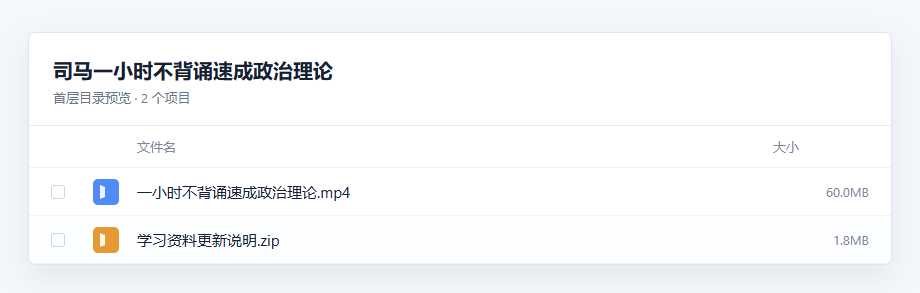 司马一小时不背诵速成政治理论
首层目录预览 · 2 个项目
文件名 大小
一小时不背诵速成政治理论.mp4 60.0MB
学习资料更新说明.zip 1.8MB